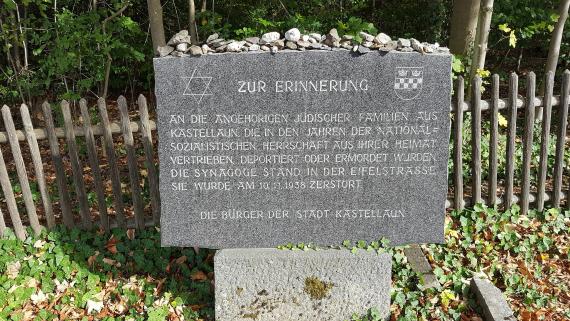 ZUR ERINNERUNG
AN DIE ANGEHÖRIGEN JÜDISCHER FAMILIEN AUS
KASTELLAUN, DIE IN DEN JAHREN DER NATIONAL-
SOZIALISTISCHEN HERRSCHAFT AUS IHRER HEIMAT
VERTRIEBEN, DEPORTIERT ODER ERMORDET WURDEN.
DIE SYNAGOGE STAND IN DER EIFELSTRASSE.
SIE WURDE AM 10.11.1938 ZERSTÖRT.
DIE BÜRGER DER STADT KASTELLAUN